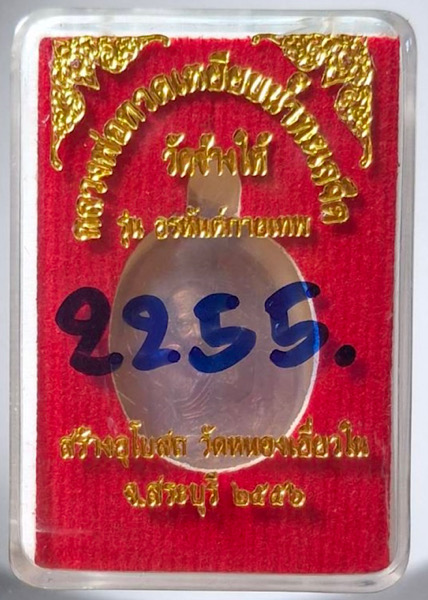 หลวงพ่อทวดเหยียบน้ำทะเลจืด
วัดช้างให้
รุ่น อรหันต์กายเทพ
2255.
สร้างอุโบสถ วัดหนองเอี่ยวใน
จ.สระบุรี ๒๕๕๖